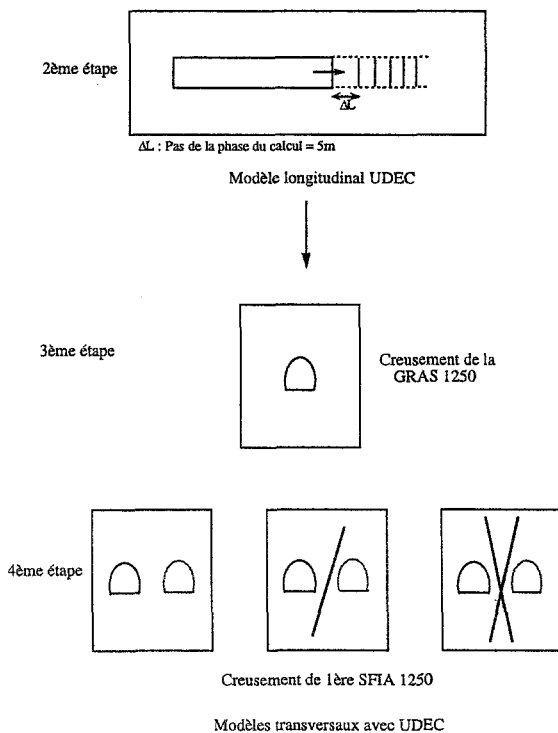 2ème étape
ΔL
ΔL : Pas de la phase du calcul = 5m
Modèle longitudinal UDEC
3ème étape
Creusement de la
GRAS 1250
4ème étape
Creusement de 1ère SFIA 1250
Modèles transversaux avec UDEC